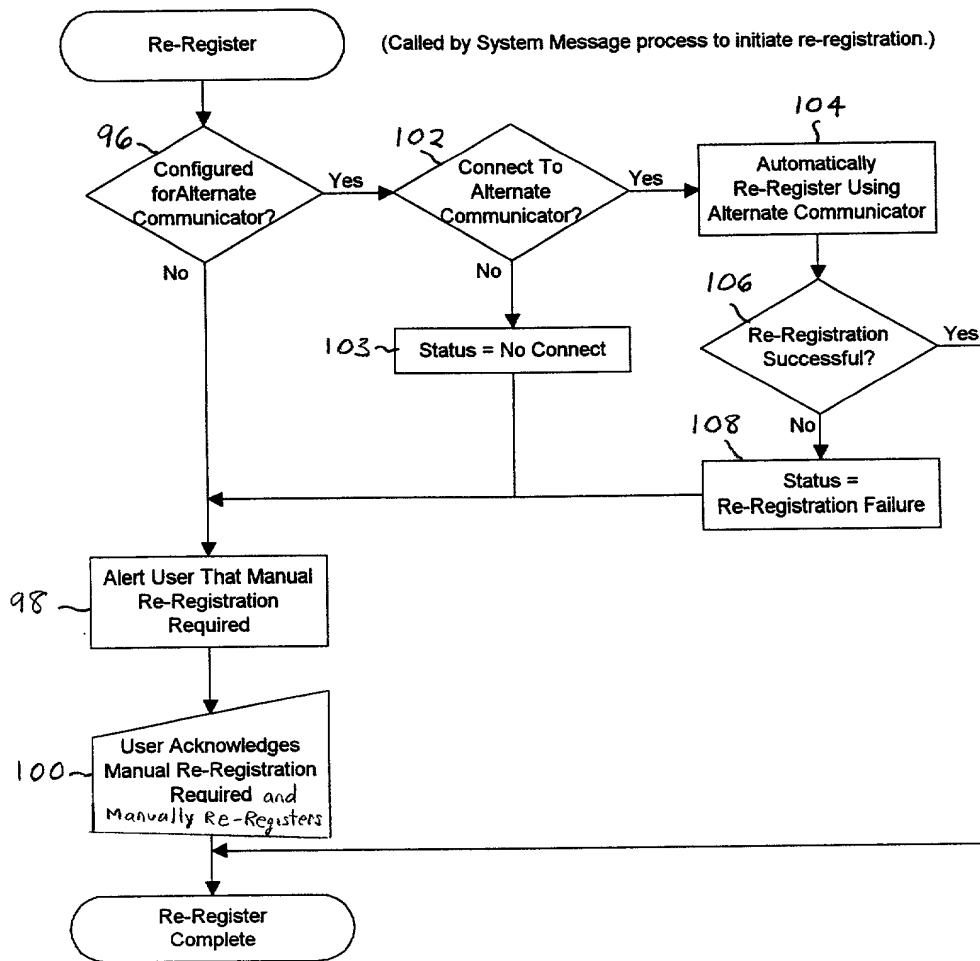 Re-Register
(Called by System Message process to initiate re-registration.)
96
Configured
forAlternate
Communicator?
Yes
No
102
Connect To
Alternate
Communicator?
Yes
No
104
Automatically
Re-Register Using
Alternate Communicator
106
Re-Registration
Successful?
Yes
No
103
Status = No Connect
108
Status =
Re-Registration Failure
98
Alert User That Manual
Re-Registration
Required
100
User Acknowledges
Manual Re-Registration
Required and
Manually Re-Registers
Re-Register
Complete